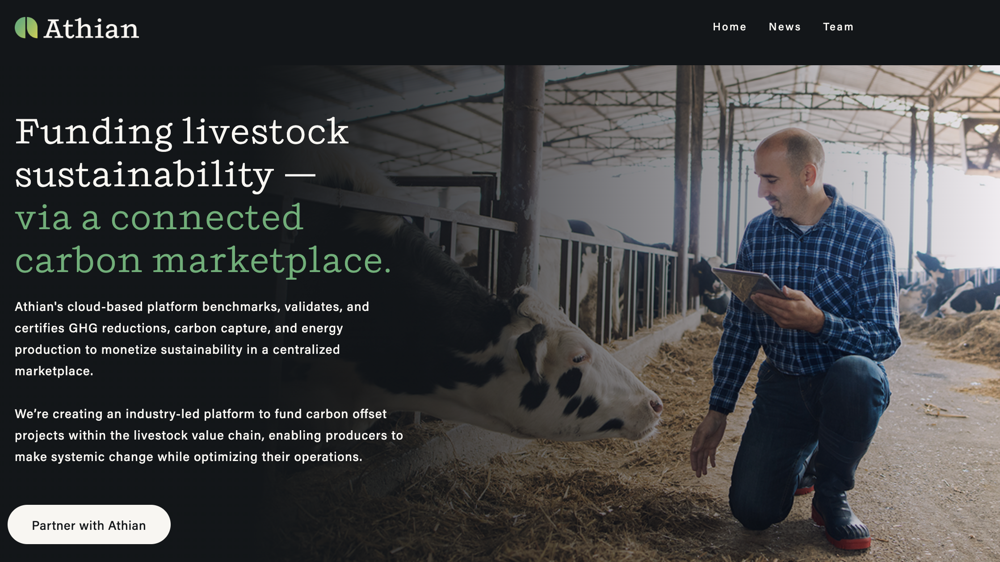 Athian
Home News Team
Funding livestock
sustainability —
via a connected
carbon marketplace.
Athian's cloud-based platform benchmarks, validates, and
certifies GHG reductions, carbon capture, and energy
production to monetize sustainability in a centralized
marketplace.
We’re creating an industry-led platform to fund carbon offset
projects within the livestock value chain, enabling producers to
make systemic change while optimizing their operations.
Partner with Athian